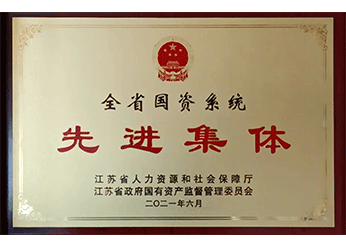 全省国资系统
先进集体
江苏省人力资源和社会保障厅
江苏省政府国有资产监督管理委员会
二〇二一年六月